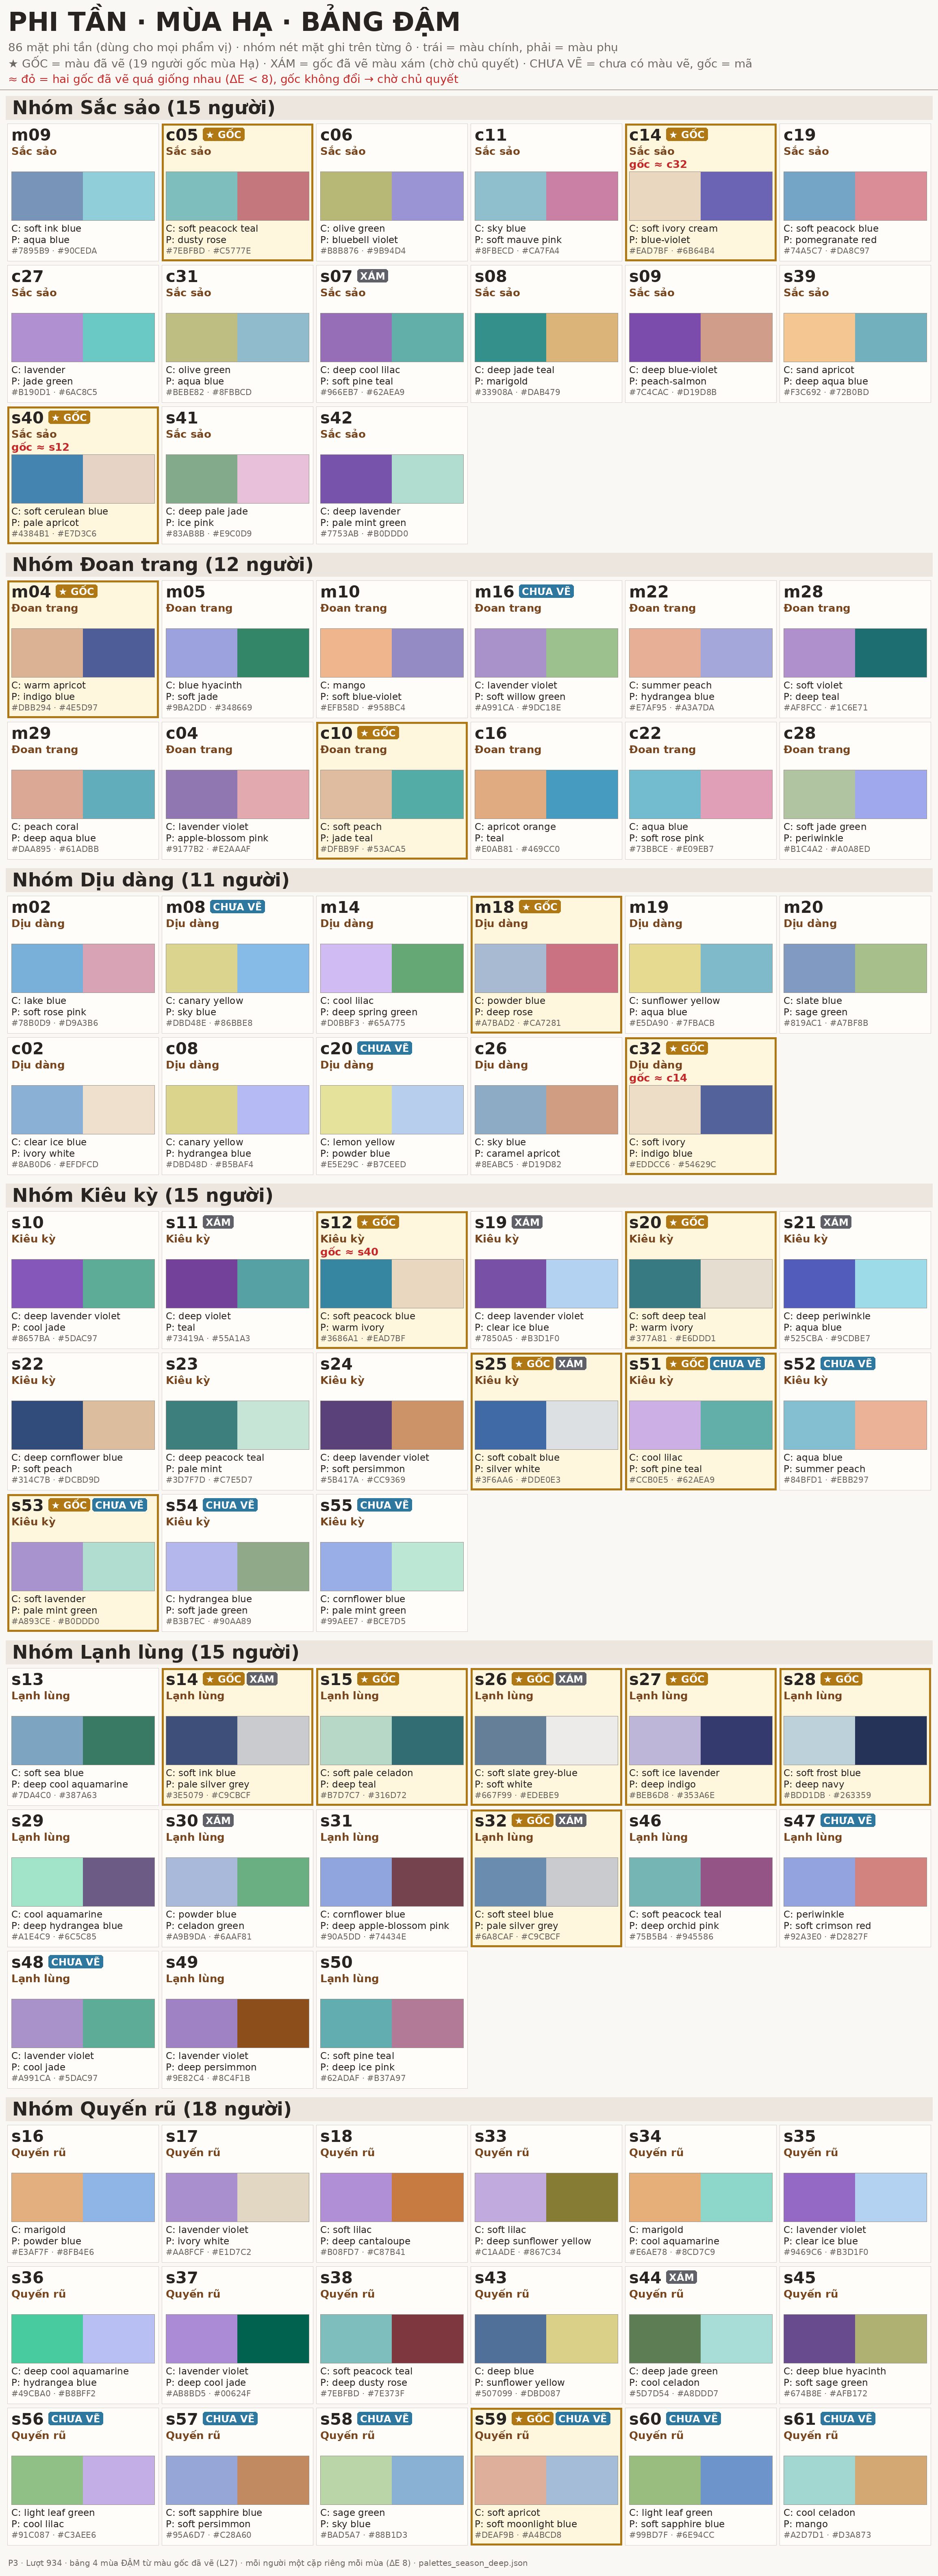 PHI TẦN · MÙA HẠ · BẢNG ĐẬM
86 mặt phi tần (dùng cho mọi phẩm vị) · nhóm nét mặt ghi trên từng ô · trái = màu chính, phải = màu phụ
★ GỐC = màu đã vẽ (19 người gốc mùa Hạ) · XÁM = gốc đã vẽ màu xám (chờ chủ quyết) · CHƯA VẼ = chưa có màu vẽ, gốc = mã
≈ đỏ = hai gốc đã vẽ quá giống nhau (ΔE < 8), gốc không đổi → chờ chủ quyết
Nhóm Sắc sảo (15 người)
m09
Sắc sảo
C: soft ink blue
P: aqua blue
#7895B9 · #90CEDA
c05 ★ GỐC
Sắc sảo
C: soft peacock teal
P: dusty rose
#7EBFBD · #C5777E
c06
Sắc sảo
C: olive green
P: bluebell violet
#B8B876 · #9B94D4
c11
Sắc sảo
C: sky blue
P: soft mauve pink
#8FBECD · #CA7FA4
c14 ★ GỐC
Sắc sảo
gốc ≈ c32
C: soft ivory cream
P: blue-violet
#EAD7BF · #6B64B4
c19
Sắc sảo
C: soft peacock blue
P: pomegranate red
#74A5C7 · #DA8C97
c27
Sắc sảo
C: lavender
P: jade green
#B190D1 · #6AC8C5
c31
Sắc sảo
C: olive green
P: aqua blue
#BEBE82 · #8FBBCD
s07 XÁM
Sắc sảo
C: deep cool lilac
P: soft pine teal
#966EB7 · #62AEA9
s08
Sắc sảo
C: deep jade teal
P: marigold
#33908A · #DAB479
s09
Sắc sảo
C: deep blue-violet
P: peach-salmon
#7C4CAC · #D19D8B
s39
Sắc sảo
C: sand apricot
P: deep aqua blue
#F3C692 · #72B0BD
s40 ★ GỐC
Sắc sảo
gốc ≈ s12
C: soft cerulean blue
P: pale apricot
#4384B1 · #E7D3C6
s41
Sắc sảo
C: deep pale jade
P: ice pink
#83AB8B · #E9C0D9
s42
Sắc sảo
C: deep lavender
P: pale mint green
#7753AB · #B0DDD0
Nhóm Đoan trang (12 người)
m04 ★ GỐC
Đoan trang
C: warm apricot
P: indigo blue
#DBB294 · #4E5D97
m05
Đoan trang
C: blue hyacinth
P: soft jade
#9BA2DD · #348669
m10
Đoan trang
C: mango
P: soft blue-violet
#EFB58D · #958BC4
m16 CHƯA VẼ
Đoan trang
C: lavender violet
P: soft willow green
#A991CA · #9DC18E
m22
Đoan trang
C: summer peach
P: hydrangea blue
#E7AF95 · #A3A7DA
m28
Đoan trang
C: soft violet
P: deep teal
#AF8FCC · #1C6E71
m29
Đoan trang
C: peach coral
P: deep aqua blue
#DAA895 · #61ADBB
c04
Đoan trang
C: lavender violet
P: apple-blossom pink
#9177B2 · #E2AAAF
c10 ★ GỐC
Đoan trang
C: soft peach
P: jade teal
#DFBB9F · #53ACA5
c16
Đoan trang
C: apricot orange
P: teal
#E0AB81 · #469CC0
c22
Đoan trang
C: aqua blue
P: soft rose pink
#73BBCE · #E09EB7
c28
Đoan trang
C: soft jade green
P: periwinkle
#B1C4A2 · #A0A8ED
Nhóm Dịu dàng (11 người)
m02
Dịu dàng
C: lake blue
P: soft rose pink
#78B0D9 · #D9A3B6
m08 CHƯA VẼ
Dịu dàng
C: canary yellow
P: sky blue
#DBD48E · #86BBE8
m14
Dịu dàng
C: cool lilac
P: deep spring green
#D0BBF3 · #65A775
m18 ★ GỐC
Dịu dàng
C: powder blue
P: deep rose
#A7BAD2 · #CA7281
m19
Dịu dàng
C: sunflower yellow
P: aqua blue
#E5DA90 · #7FBACB
m20
Dịu dàng
C: slate blue
P: sage green
#819AC1 · #A7BF8B
c02
Dịu dàng
C: clear ice blue
P: ivory white
#8AB0D6 · #EFDFCD
c08
Dịu dàng
C: canary yellow
P: hydrangea blue
#DBD48D · #B5BAF4
c20 CHƯA VẼ
Dịu dàng
C: lemon yellow
P: powder blue
#E5E29C · #B7CEED
c26
Dịu dàng
C: sky blue
P: caramel apricot
#8EABC5 · #D19D82
c32 ★ GỐC
Dịu dàng
gốc ≈ c14
C: soft ivory
P: indigo blue
#EDDCC6 · #54629C
Nhóm Kiêu kỳ (15 người)
s10
Kiêu kỳ
C: deep lavender violet
P: cool jade
#8657BA · #5DAC97
s11 XÁM
Kiêu kỳ
C: deep violet
P: teal
#73419A · #55A1A3
s12 ★ GỐC
Kiêu kỳ
gốc ≈ s40
C: soft peacock blue
P: warm ivory
#3686A1 · #EAD7BF
s19 XÁM
Kiêu kỳ
C: deep lavender violet
P: clear ice blue
#7850A5 · #B3D1F0
s20 ★ GỐC
Kiêu kỳ
C: soft deep teal
P: warm ivory
#377A81 · #E6DDD1
s21 XÁM
Kiêu kỳ
C: deep periwinkle
P: aqua blue
#525CBA · #9CDBE7
s22
Kiêu kỳ
C: deep cornflower blue
P: soft peach
#314C7B · #DCBD9D
s23
Kiêu kỳ
C: deep peacock teal
P: pale mint
#3D7F7D · #C7E5D7
s24
Kiêu kỳ
C: deep lavender violet
P: soft persimmon
#5B417A · #CC9369
s25 ★ GỐC XÁM
Kiêu kỳ
C: soft cobalt blue
P: silver white
#3F6AA6 · #DDE0E3
s51 ★ GỐC CHƯA VẼ
Kiêu kỳ
C: cool lilac
P: soft pine teal
#CCB0E5 · #62AEA9
s52 CHƯA VẼ
Kiêu kỳ
C: aqua blue
P: summer peach
#84BFD1 · #EBB297
s53 ★ GỐC CHƯA VẼ
Kiêu kỳ
C: soft lavender
P: pale mint green
#A893CE · #B0DDD0
s54 CHƯA VẼ
Kiêu kỳ
C: hydrangea blue
P: soft jade green
#B3B7EC · #90AA89
s55 CHƯA VẼ
Kiêu kỳ
C: cornflower blue
P: pale mint green
#99AEE7 · #BCE7D5
Nhóm Lạnh lùng (15 người)
s13
Lạnh lùng
C: soft sea blue
P: deep cool aquamarine
#7DA4C0 · #387A63
s14 ★ GỐC XÁM
Lạnh lùng
C: soft ink blue
P: pale silver grey
#3E5079 · #C9CBCF
s15 ★ GỐC
Lạnh lùng
C: soft pale celadon
P: deep teal
#B7D7C7 · #316D72
s26 ★ GỐC XÁM
Lạnh lùng
C: soft slate grey-blue
P: soft white
#667F99 · #EDEBE9
s27 ★ GỐC
Lạnh lùng
C: soft ice lavender
P: deep indigo
#BEB6D8 · #353A6E
s28 ★ GỐC
Lạnh lùng
C: soft frost blue
P: deep navy
#BDD1DB · #263359
s29
Lạnh lùng
C: cool aquamarine
P: deep hydrangea blue
#A1E4C9 · #6C5C85
s30 XÁM
Lạnh lùng
C: powder blue
P: celadon green
#A9B9DA · #6AAF81
s31
Lạnh lùng
C: cornflower blue
P: deep apple-blossom pink
#90A5DD · #74434E
s32 ★ GỐC XÁM
Lạnh lùng
C: soft steel blue
P: pale silver grey
#6A8CAF · #C9CBCF
s46
Lạnh lùng
C: soft peacock teal
P: deep orchid pink
#75B5B4 · #945586
s47 CHƯA VẼ
Lạnh lùng
C: periwinkle
P: soft crimson red
#92A3E0 · #D2827F
s48 CHƯA VẼ
Lạnh lùng
C: lavender violet
P: cool jade
#A991CA · #5DAC97
s49
Lạnh lùng
C: lavender violet
P: deep persimmon
#9E82C4 · #8C4F1B
s50
Lạnh lùng
C: soft pine teal
P: deep ice pink
#62ADAF · #B37A97
Nhóm Quyến rũ (18 người)
s16
Quyến rũ
C: marigold
P: powder blue
#E3AF7F · #8FB4E6
s17
Quyến rũ
C: lavender violet
P: ivory white
#AA8FCF · #E1D7C2
s18
Quyến rũ
C: soft lilac
P: deep cantaloupe
#B08FD7 · #C87B41
s33
Quyến rũ
C: soft lilac
P: deep sunflower yellow
#C1AADE · #867C34
s34
Quyến rũ
C: marigold
P: cool aquamarine
#E6AE78 · #8CD7C9
s35
Quyến rũ
C: lavender violet
P: clear ice blue
#9469C6 · #B3D1F0
s36
Quyến rũ
C: deep cool aquamarine
P: hydrangea blue
#49CBA0 · #B8BFF2
s37
Quyến rũ
C: lavender violet
P: deep cool jade
#AB8BD5 · #00624F
s38
Quyến rũ
C: soft peacock teal
P: deep dusty rose
#7EBFBD · #7E373F
s43
Quyến rũ
C: deep blue
P: sunflower yellow
#507099 · #DBD087
s44 XÁM
Quyến rũ
C: deep jade green
P: cool celadon
#5D7D54 · #A8DDD7
s45
Quyến rũ
C: deep blue hyacinth
P: soft sage green
#674B8E · #AFB172
s56 CHƯA VẼ
Quyến rũ
C: light leaf green
P: cool lilac
#91C087 · #C3AEE6
s57 CHƯA VẼ
Quyến rũ
C: soft sapphire blue
P: soft persimmon
#95A6D7 · #C28A60
s58 CHƯA VẼ
Quyến rũ
C: sage green
P: sky blue
#BAD5A7 · #88B1D3
s59 ★ GỐC CHƯA VẼ
Quyến rũ
C: soft apricot
P: soft moonlight blue
#DEAF9B · #A4BCD8
s60 CHƯA VẼ
Quyến rũ
C: light leaf green
P: soft sapphire blue
#99BD7F · #6E94CC
s61 CHƯA VẼ
Quyến rũ
C: cool celadon
P: mango
#A2D7D1 · #D3A873
P3 · Lượt 934 · bảng 4 mùa ĐẬM từ màu gốc đã vẽ (L27) · mỗi người một cặp riêng mỗi mùa (ΔE 8) · palettes_season_deep.json